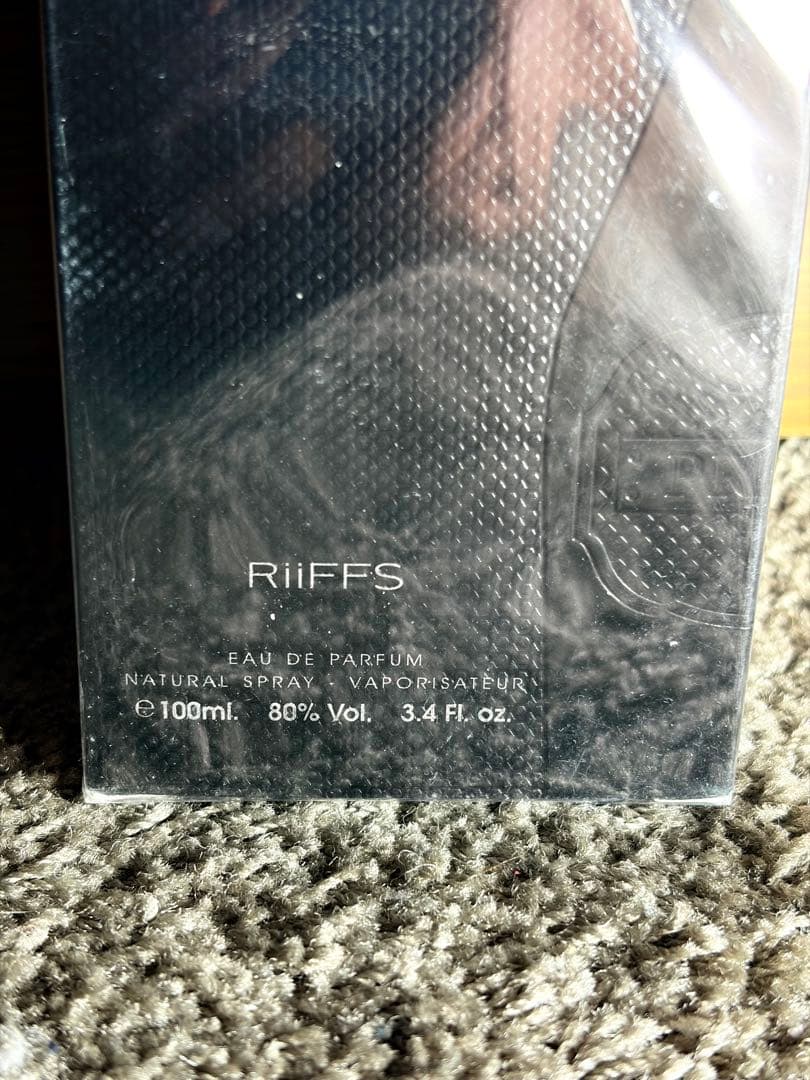 RiiFFS
EAU DE PARFUM
NATURAL SPRAY - VAPORISATEUR
℮100ml. 80% Vol. 3.4 Fl. oz.